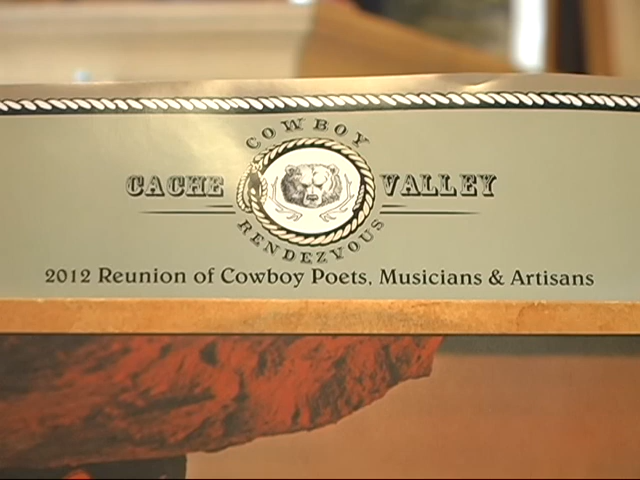 COWBOY
CACHE VALLEY
RENDEZVOUS
2012 Reunion of Cowboy Poets, Musicians & Artisans